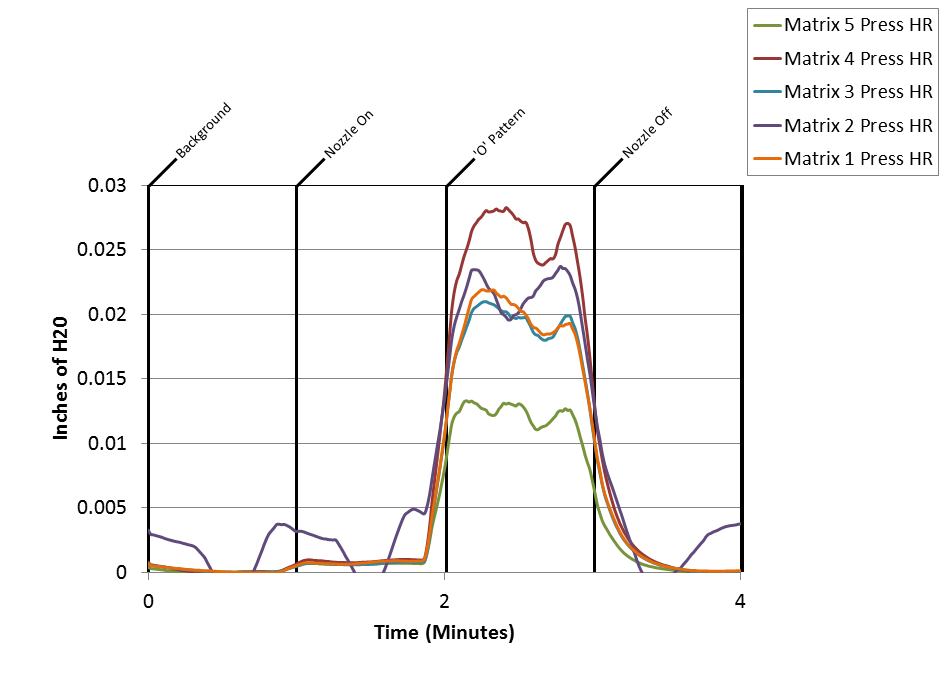 Matrix 5 Press HR
Matrix 4 Press HR
Matrix 3 Press HR
Matrix 2 Press HR
Matrix 1 Press HR
Background
Nozzle On
'O' Pattern
Nozzle Off
0.03
0.025
0.02
0.015
0.01
0.005
0
Inches of H20
0
2
4
Time (Minutes)